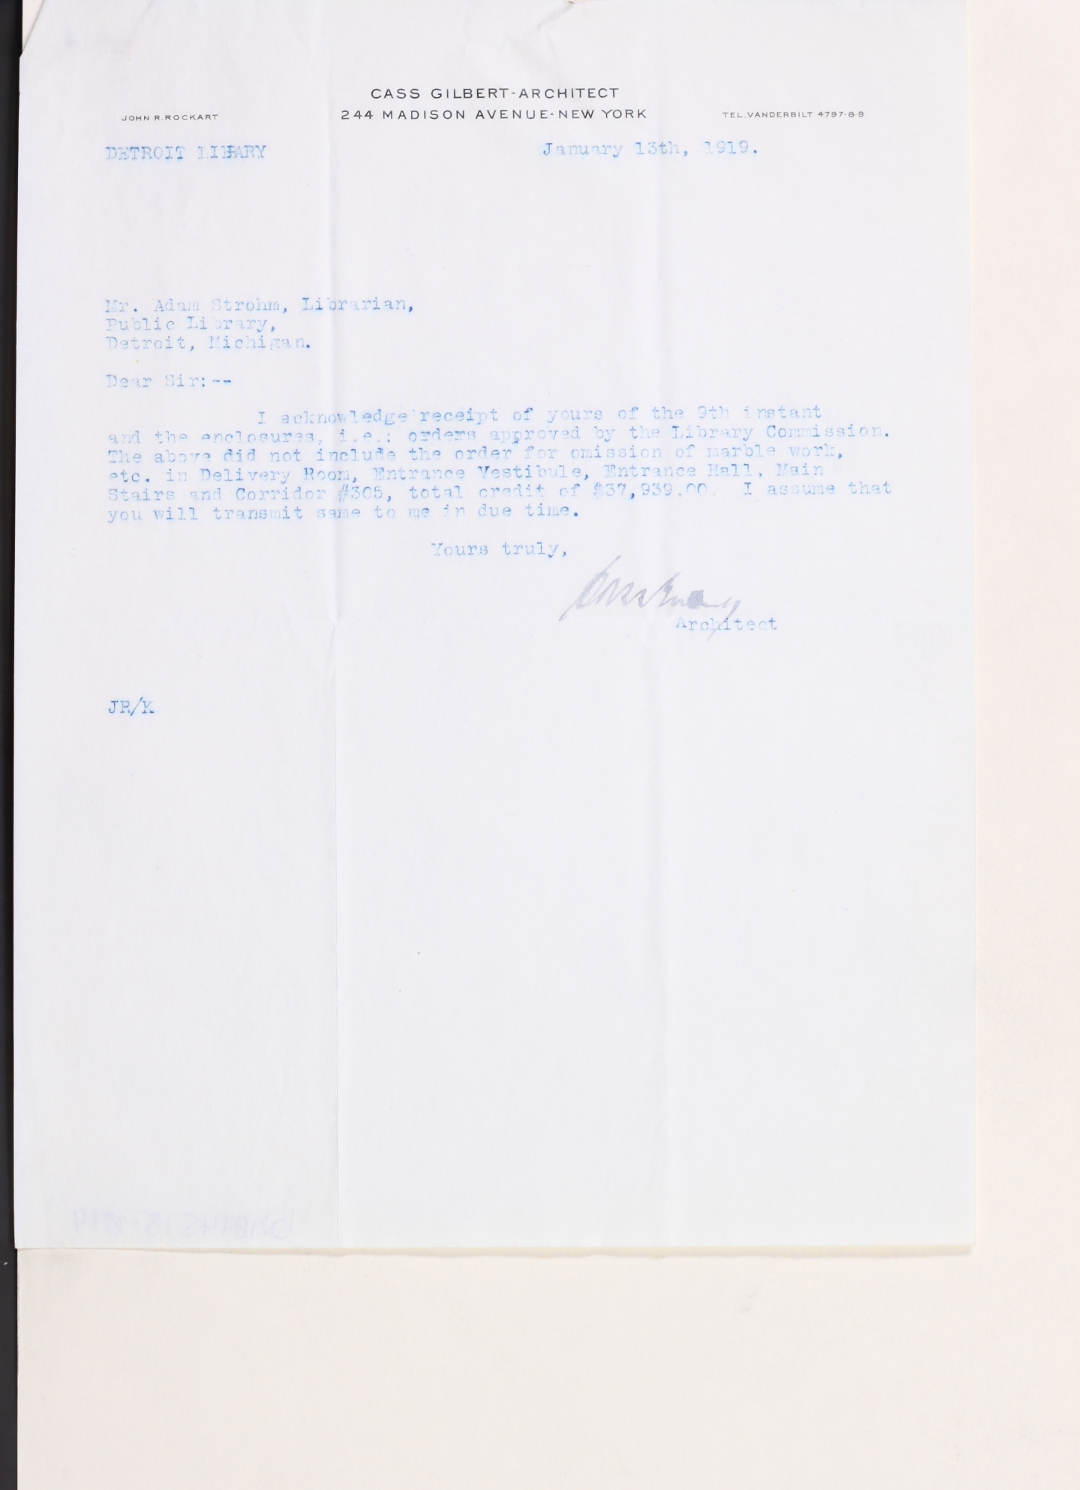 CASS GILBERT-ARCHITECT
JOHN R. ROCKART
244 MADISON AVENUE-NEW YORK
TEL. VANDERBILT 4797-8-9
DETROIT LIBARY
January 13th, 1919.
Mr. Adam Strohm, Librarian,
Public Library,
Detroit, Michigan.
Dear Sir:--
I acknowledge receipt of yours of the 9th instant
and the enclosures, i.e.: orders approved by the Library Commission.
The above did not include the order for omission of marble work,
etc. in Delivery Room, Entrance Vestibule, Entrance Hall, Main
Stairs and Corridor #305, total credit of $37,939.00. I assume that
you will transmit same to me in due time.
Yours truly,
Architect
JR/K